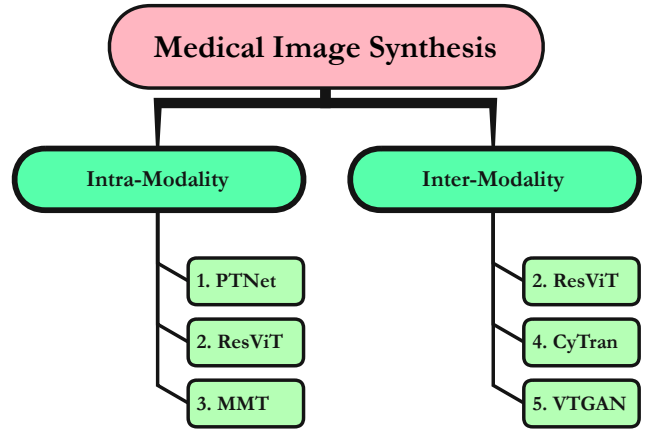 Medical Image Synthesis
Intra-Modality
Inter-Modality
1. PTNet
2. ResViT
3. MMT
2. ResViT
4. CyTran
5. VTGAN